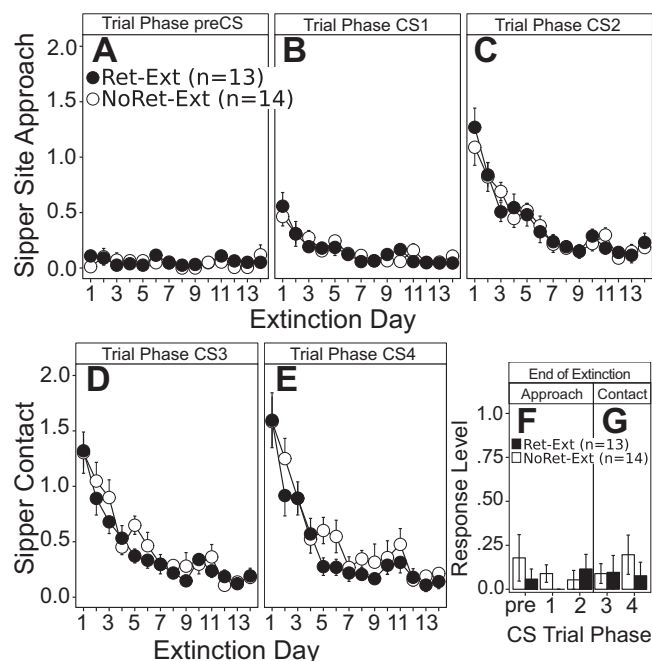 Trial Phase preCS
Trial Phase CS1
Trial Phase CS2
A
B
C
Ret-Ext (n=13)
NoRet-Ext (n=14)
Sipper Site Approach
2.0
1.5
1.0
0.5
0.0
1 3 5 7 9 11 13
1 3 5 7 9 11 13
1 3 5 7 9 11 13
Extinction Day
Trial Phase CS3
Trial Phase CS4
D
E
Sipper Contact
2.0
1.5
1.0
0.5
0.0
1 3 5 7 9 11 13
1 3 5 7 9 11 13
Extinction Day
End of Extinction
Approach
Contact
F
G
Ret-Ext (n=13)
NoRet-Ext (n=14)
Response Level
1.0
.75
.50
.25
0.0
pre 1 2 3 4
CS Trial Phase